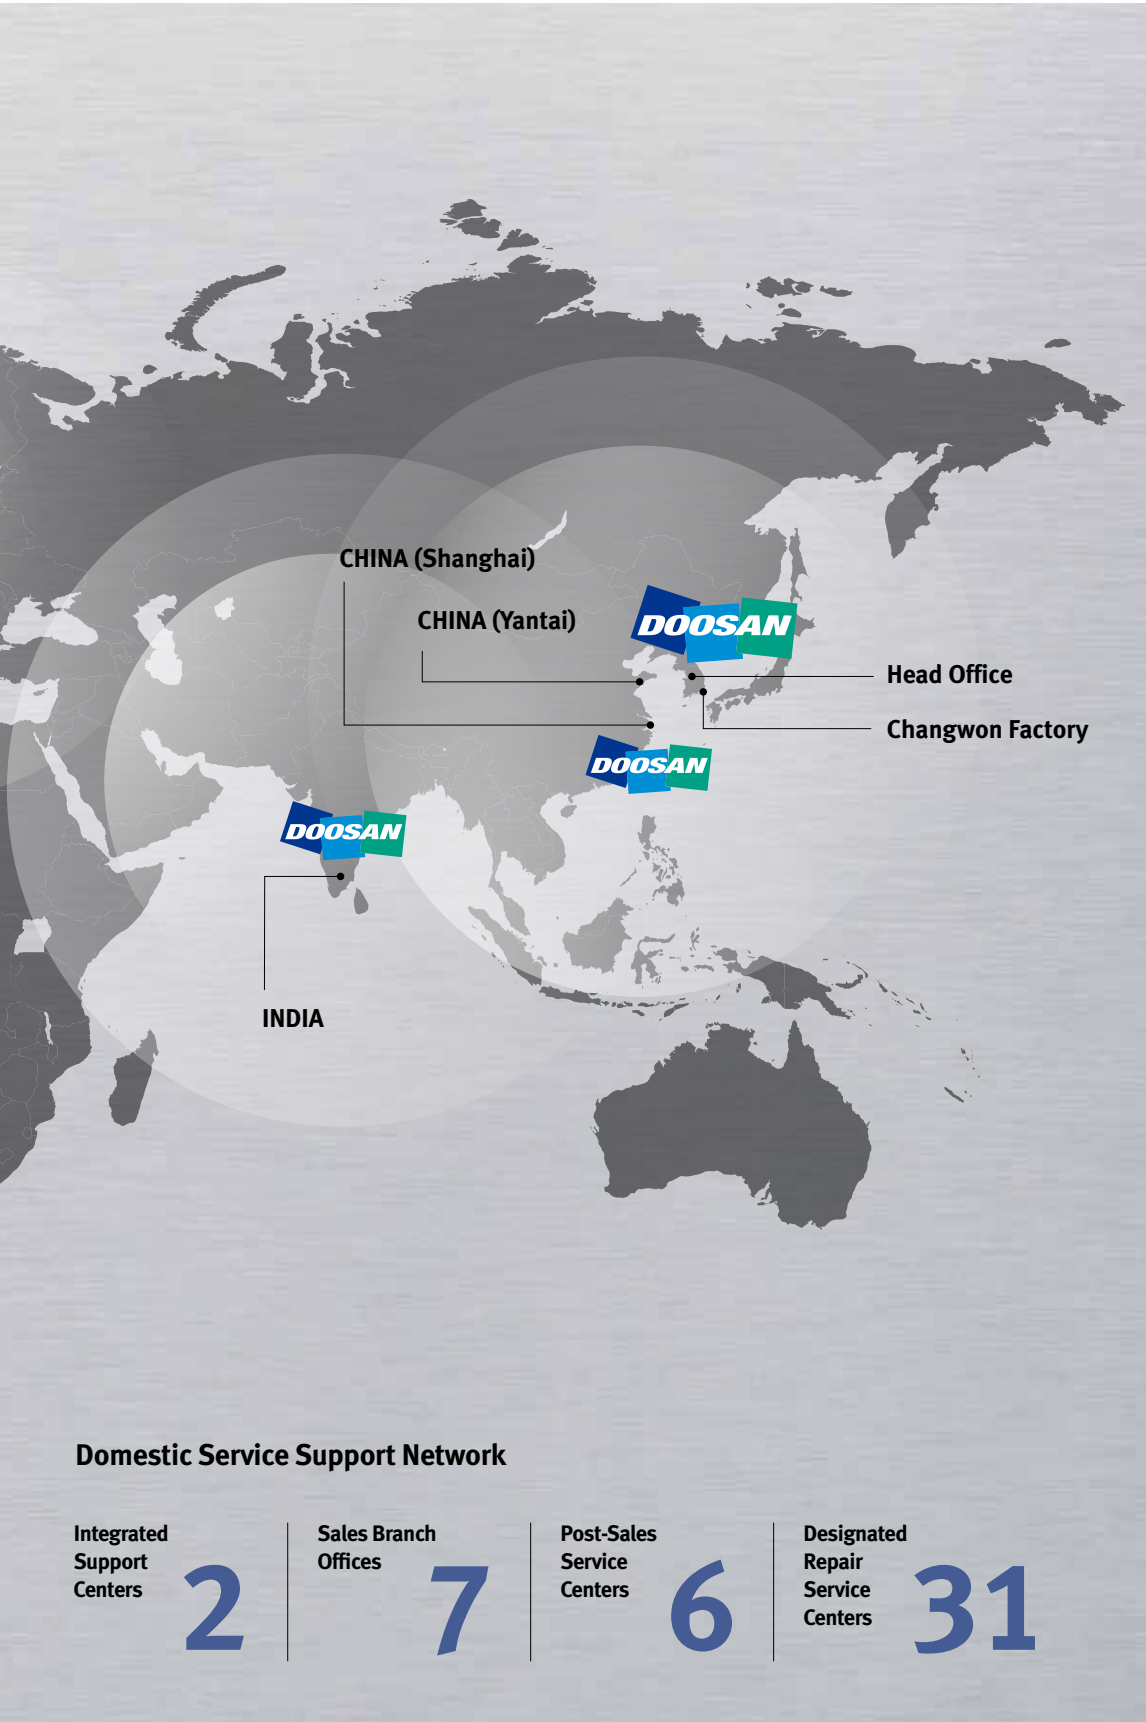 CHINA (Shanghai)
CHINA (Yantai)
DOOSAN
Head Office
Changwon Factory
DOOSAN
DOOSAN
INDIA
Domestic Service Support Network
Integrated
Support
Centers
2
Sales Branch
Offices
7
Post-Sales
Service
Centers
6
Designated
Repair
Service
Centers
31